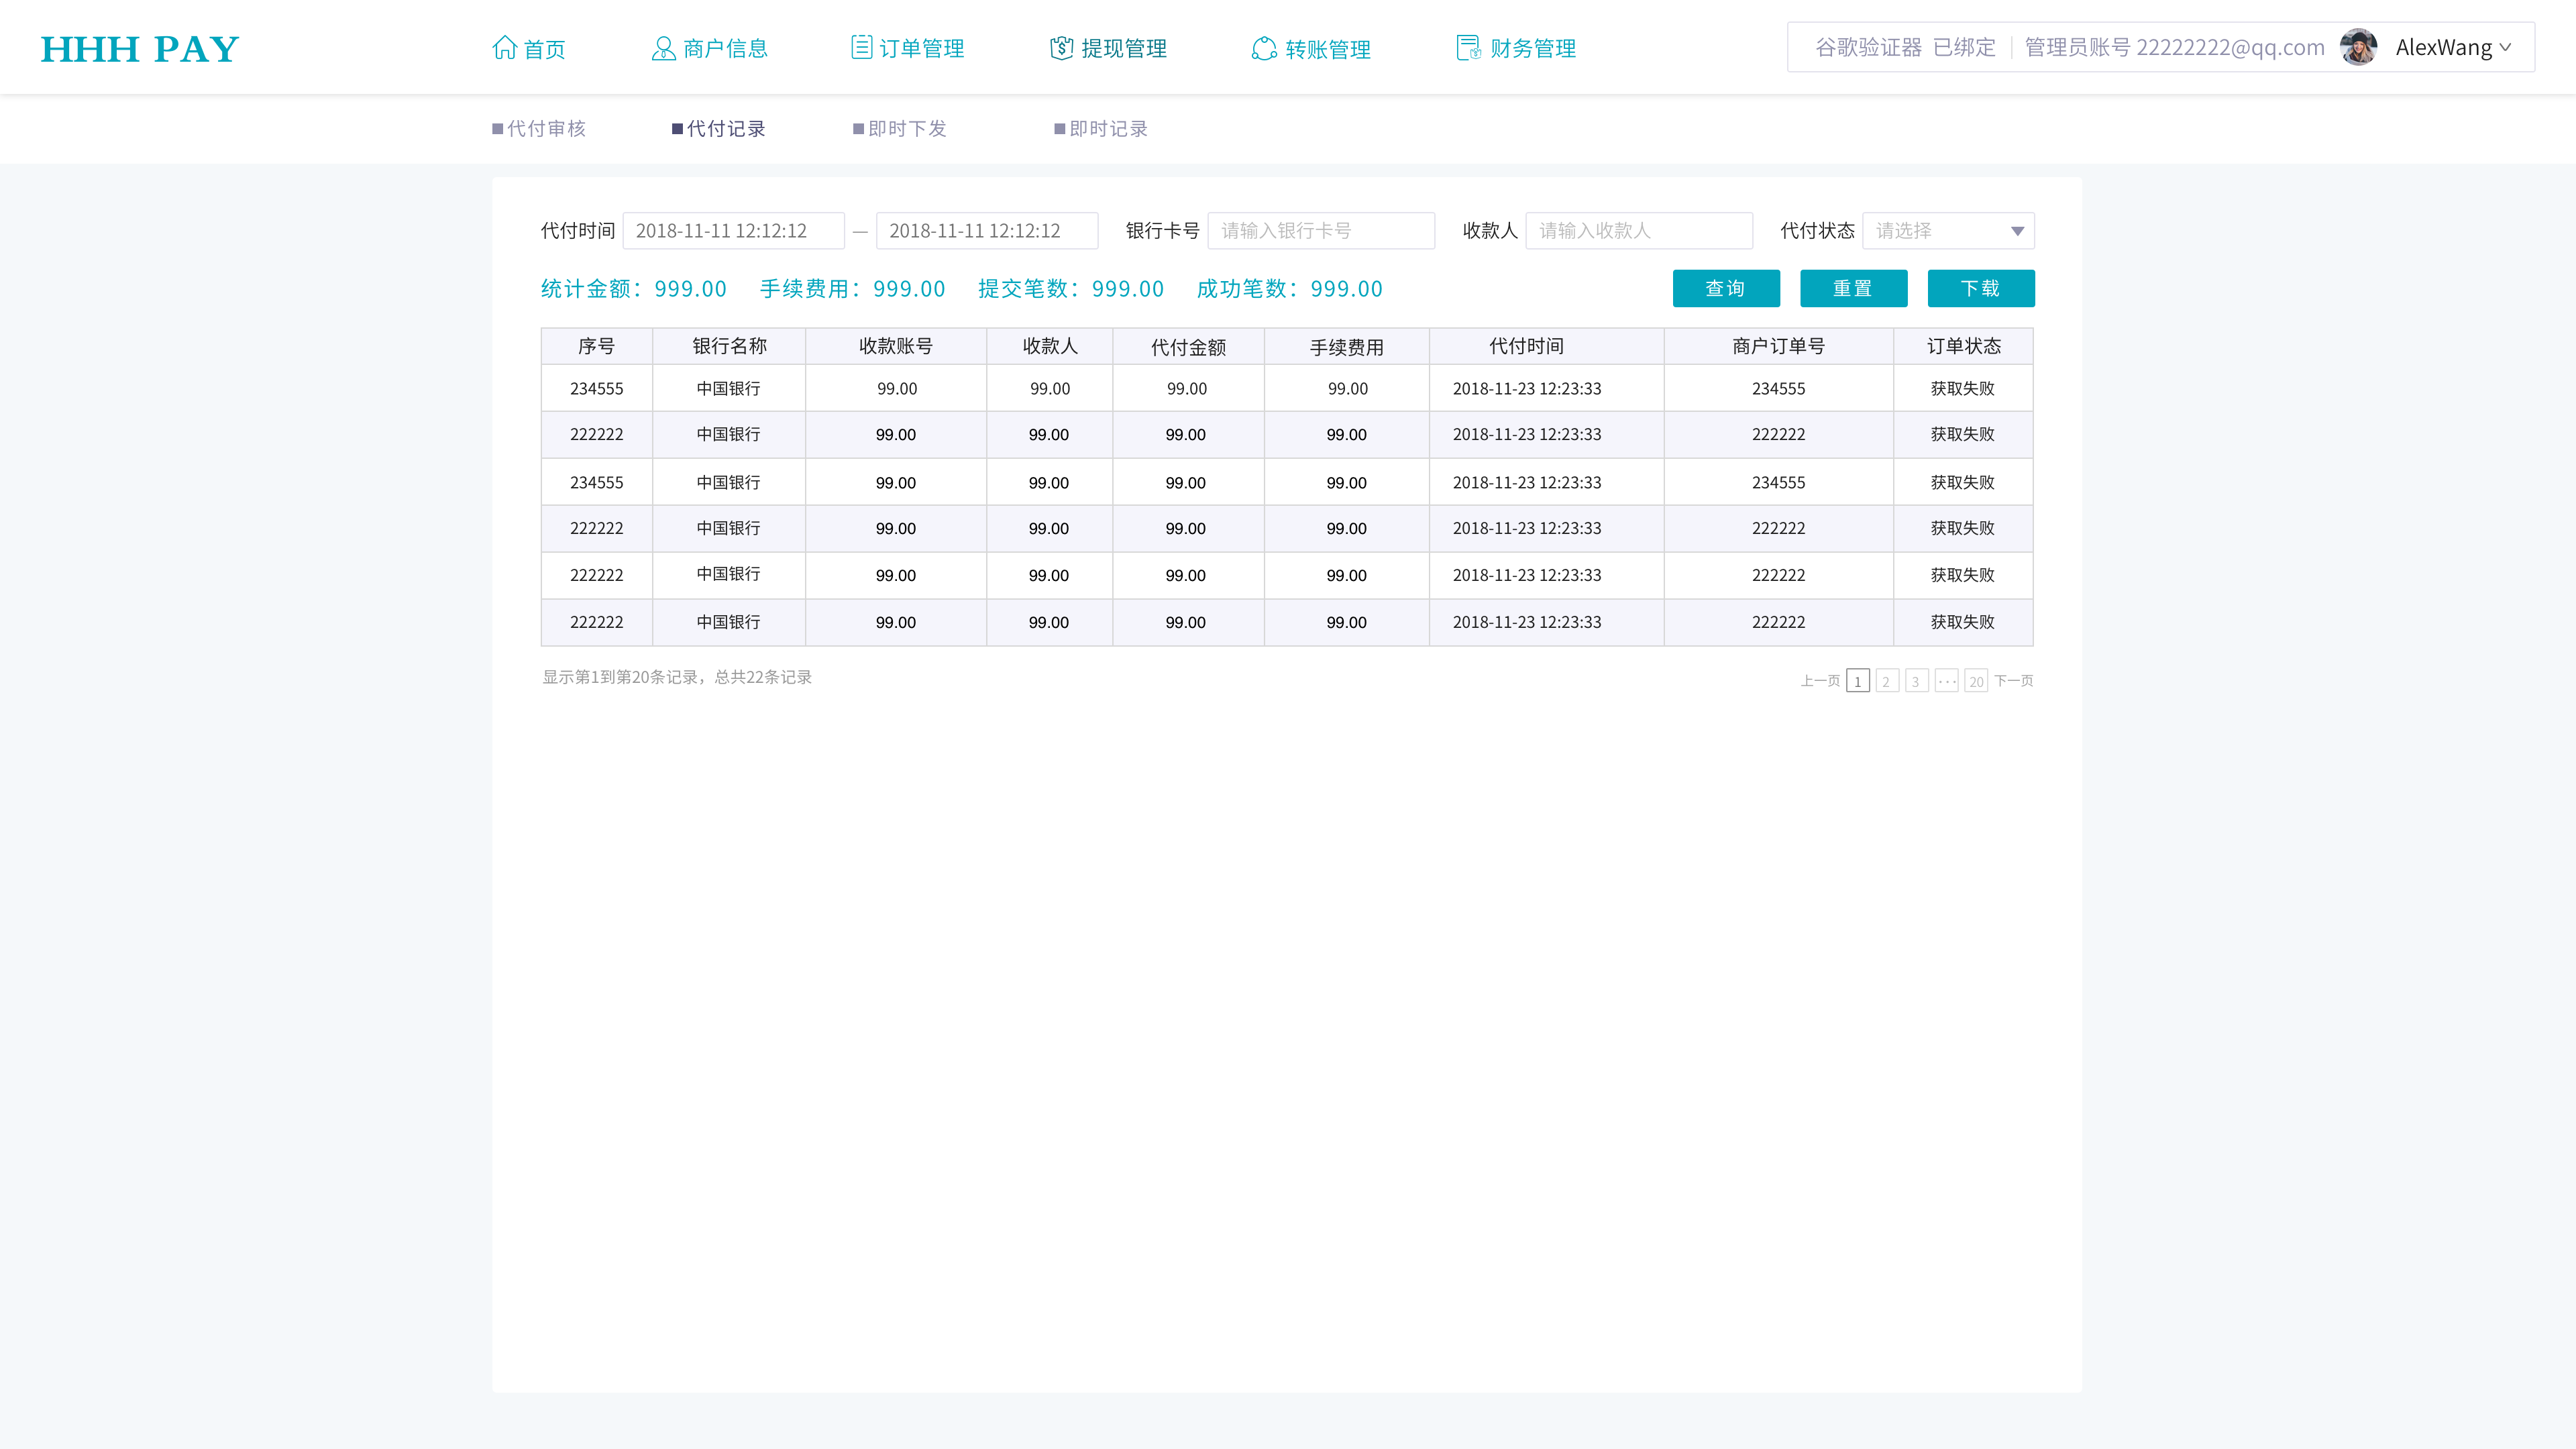 HHH PAY
首页 商户信息 订单管理 提现管理 转账管理 财务管理
谷歌验证器 已绑定 管理员账号 22222222@qq.com AlexWang
代付审核 代付记录 即时下发 即时记录
代付时间 2018-11-11 12:12:12 — 2018-11-11 12:12:12 银行卡号 请输入银行卡号 收款人 请输入收款人 代付状态 请选择
统计金额：999.00 手续费用：999.00 提交笔数：999.00 成功笔数：999.00 查询 重置 下载
序号 银行名称 收款账号 收款人 代付金额 手续费用 代付时间 商户订单号 订单状态
234555 中国银行 99.00 99.00 99.00 99.00 2018-11-23 12:23:33 234555 获取失败
222222 中国银行 99.00 99.00 99.00 99.00 2018-11-23 12:23:33 222222 获取失败
234555 中国银行 99.00 99.00 99.00 99.00 2018-11-23 12:23:33 234555 获取失败
222222 中国银行 99.00 99.00 99.00 99.00 2018-11-23 12:23:33 222222 获取失败
222222 中国银行 99.00 99.00 99.00 99.00 2018-11-23 12:23:33 222222 获取失败
222222 中国银行 99.00 99.00 99.00 99.00 2018-11-23 12:23:33 222222 获取失败
显示第1到第20条记录，总共22条记录
上一页 1 2 3 ··· 20 下一页